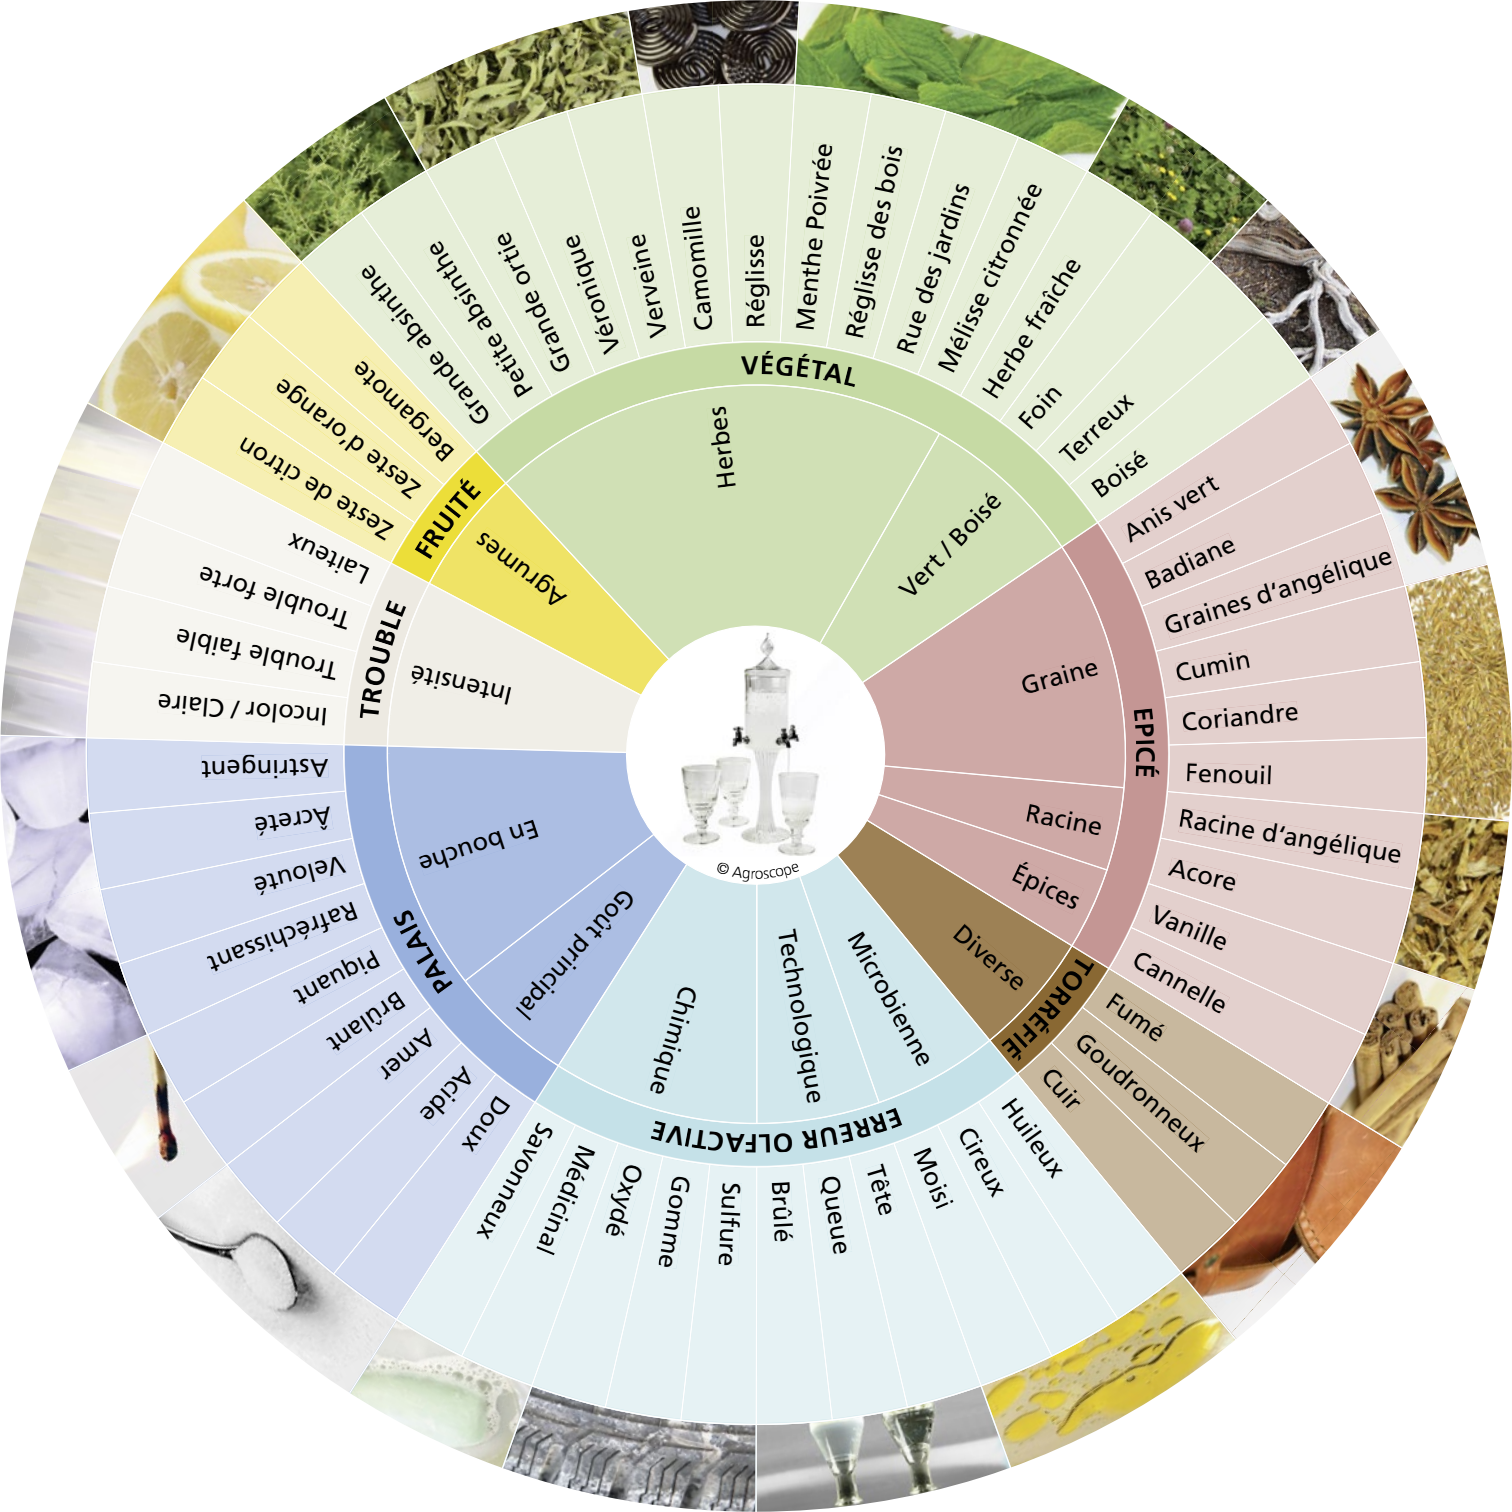 VÉGÉTAL
Herbes
Grande absinthe
Petite absinthe
Grande ortie
Véronique
Verveine
Camomille
Réglisse
Menthe Poivrée
Réglisse des bois
Rue des jardins
Mélisse citronnée
Vert / Boisé
Herbe fraîche
Foin
Terreux
Boisé
EPICÉ
Graine
Anis vert
Badiane
Graines d‘angélique
Cumin
Coriandre
Fenouil
Racine
Racine d‘angélique
Acore
Épices
Vanille
Cannelle
TORRÉFIÉ
Diverse
Fumé
Goudronneux
Cuir
ERREUR OLFACTIVE
Microbienne
Huileux
Cireux
Moisi
Technologique
Tête
Queue
Brûlé
Chimique
Sulfure
Gomme
Oxydé
Médicinal
Savonneux
PALAIS
Goût principal
Doux
Acide
Amer
En bouche
Brûlant
Piquant
Rafréchissant
Velouté
Âcreté
Astringent
TROUBLE
Intensité
Incolor / Claire
Trouble faible
Trouble forte
Laiteux
FRUITÉ
Agrumes
Zeste de citron
Zeste d‘orange
Bergamote
© Agroscope